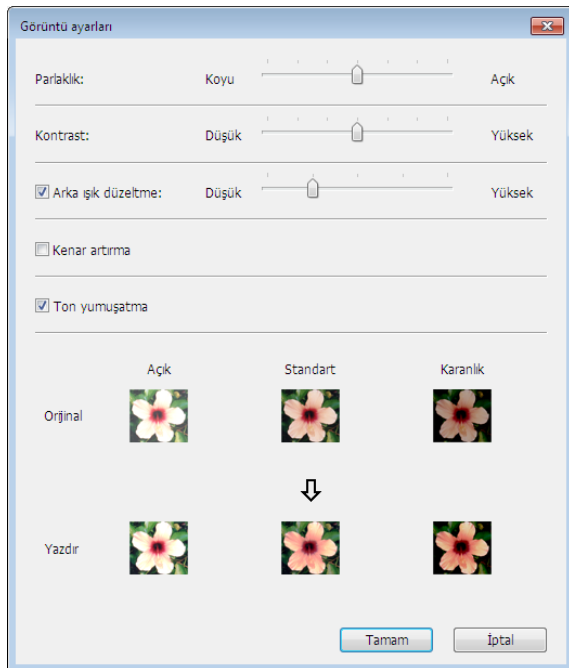 Görüntü ayarları
Parlaklık: Koyu Açık
Kontrast: Düşük Yüksek
Arka ışık düzeltme: Düşük Yüksek
Kenar artırma
Ton yumuşatma
Açık Standart Karanlık
Orijinal
Yazdır
Tamam İptal